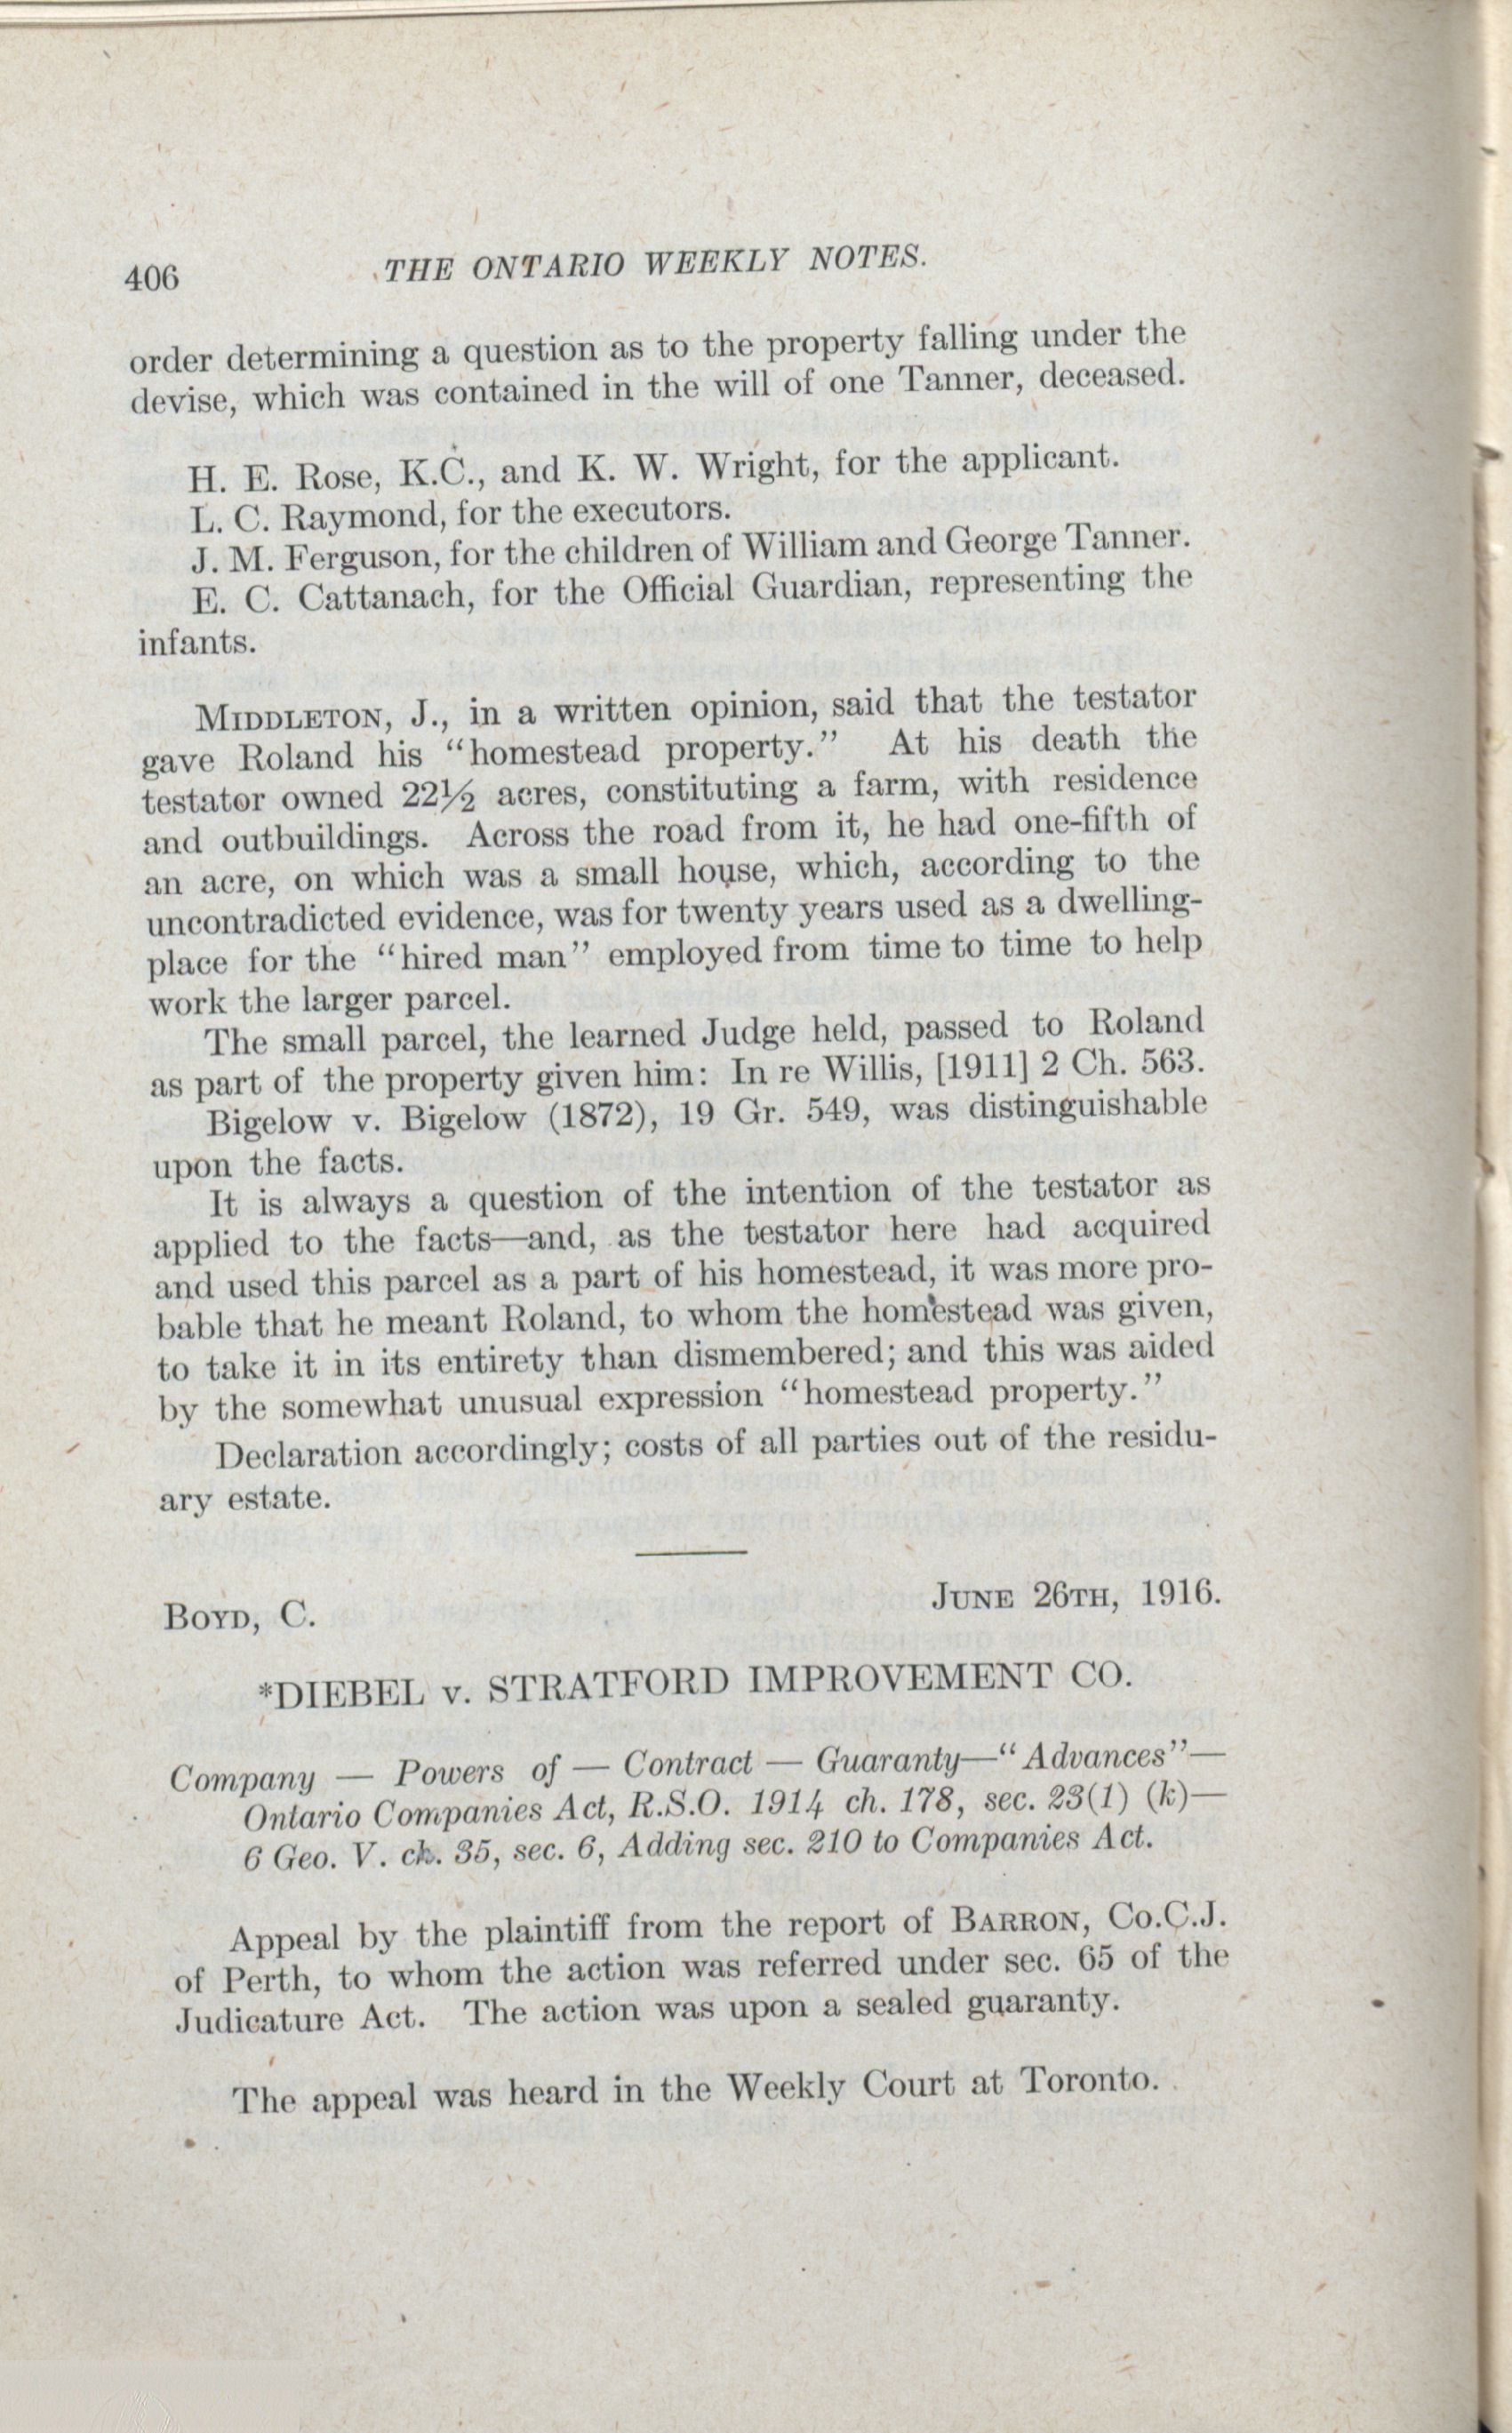 406 THE ONTARIO WEEKLY NOTES.
order determining a question as to the property falling under the
devise, which was contained in the will of one Tanner, deceased.
H. E. Rose, K.C., and K. W. Wright, for the applicant.
L. C. Raymond, for the executors.
J. M. Ferguson, for the children of William and George Tanner.
E. C. Cattanach, for the Official Guardian, representing the
infants.
MIDDLETON, J., in a written opinion, said that the testator
gave Roland his “homestead property.” At his death the
testator owned 22½ acres, constituting a farm, with residence
and outbuildings. Across the road from it, he had one-fifth of
an acre, on which was a small house, which, according to the
uncontradicted evidence, was for twenty years used as a dwelling-
place for the “hired man” employed from time to time to help
work the larger parcel.
The small parcel, the learned Judge held, passed to Roland
as part of the property given him: In re Willis, [1911] 2 Ch. 563.
Bigelow v. Bigelow (1872), 19 Gr. 549, was distinguishable
upon the facts.
It is always a question of the intention of the testator as
applied to the facts—and, as the testator here had acquired
and used this parcel as a part of his homestead, it was more pro-
bable that he meant Roland, to whom the homestead was given,
to take it in its entirety than dismembered; and this was aided
by the somewhat unusual expression “homestead property.”
Declaration accordingly; costs of all parties out of the residu-
ary estate.
BOYD, C. JUNE 26TH, 1916.
*DIEBEL v. STRATFORD IMPROVEMENT CO.
Company — Powers of — Contract — Guaranty—“Advances”—
Ontario Companies Act, R.S.O. 1914 ch. 178, sec. 23(1) (k)—
6 Geo. V. ch. 35, sec. 6, Adding sec. 210 to Companies Act.
Appeal by the plaintiff from the report of BARRON, Co.C.J.
of Perth, to whom the action was referred under sec. 65 of the
Judicature Act. The action was upon a sealed guaranty.
The appeal was heard in the Weekly Court at Toronto.